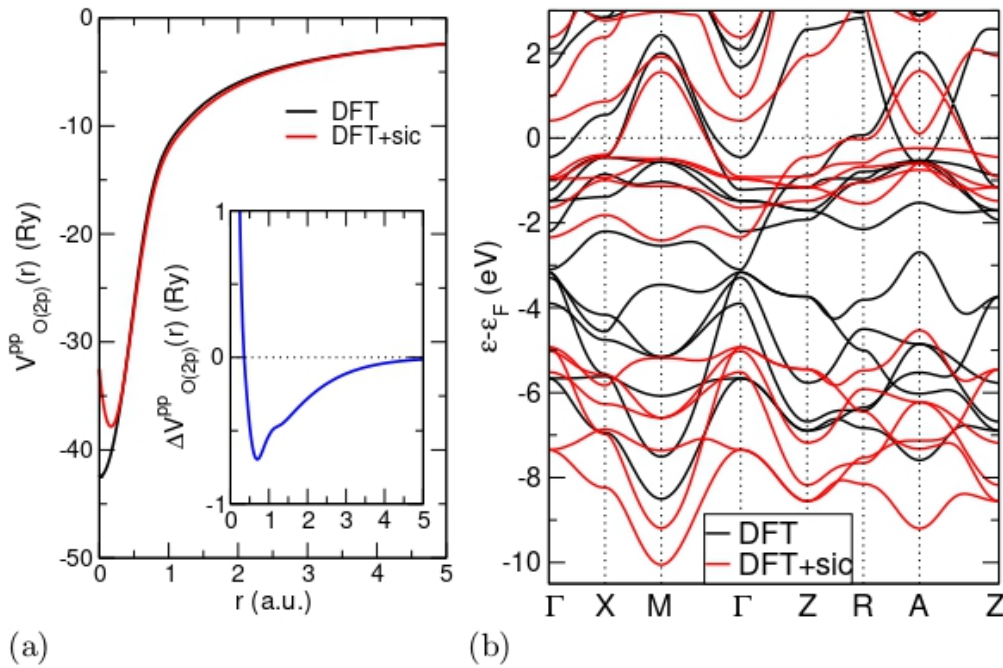 0
-10
-20
-30
-40
-50
V^pp_O(2p)(r) (Ry)
DFT
DFT+sic
1
0
-1
ΔV^pp_O(2p)(r) (Ry)
0 1 2 3 4 5
0 1 2 3 4 5
r (a.u.)
(a)
2
0
-2
-4
-6
-8
-10
ε-ε_F (eV)
DFT
DFT+sic
Γ X M Γ Z R A Z
(b)